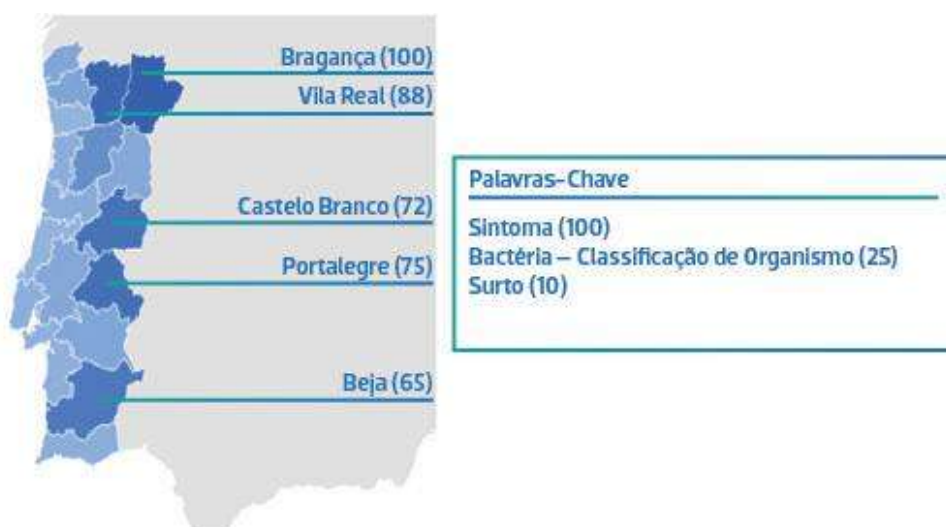 Bragança (100)
Vila Real (88)
Castelo Branco (72)
Portalegre (75)
Beja (65)
Palavras-Chave
Sintoma (100)
Bactéria – Classificação de Organismo (25)
Surto (10)